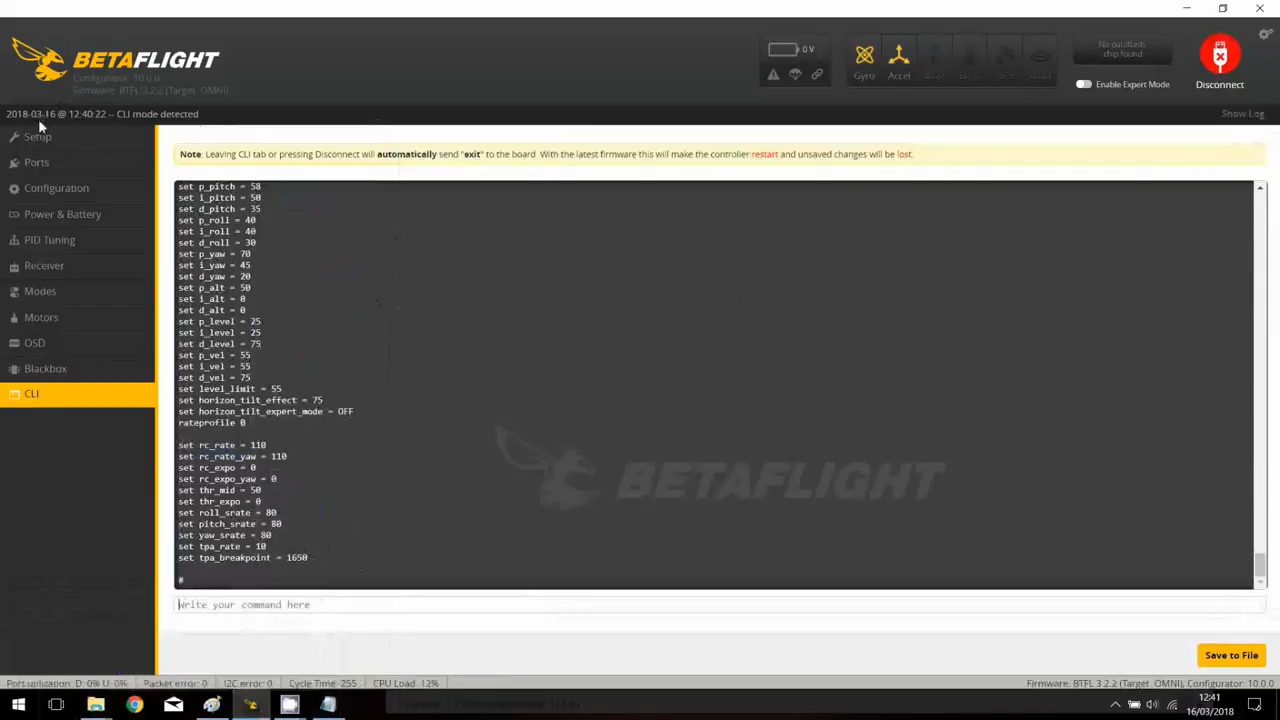 BETAFLIGHT
Configurator: 10.0.0
Firmware: BTFL 3.2.2 (Target: OMNI)
0 V
Gyro
Accel
No dataflash
chip found
Enable Expert Mode
Disconnect
2018-03-16 @ 12:40:22 -- CLI mode detected
Show Log
Setup
Ports
Configuration
Power & Battery
PID Tuning
Receiver
Modes
Motors
OSD
Blackbox
CLI
Note: Leaving CLI tab or pressing Disconnect will automatically send "exit" to the board. With the latest firmware this will make the controller restart and unsaved changes will be lost.
set p_pitch = 58
set i_pitch = 50
set d_pitch = 35
set p_roll = 40
set i_roll = 40
set d_roll = 30
set p_yaw = 70
set i_yaw = 45
set d_yaw = 20
set p_alt = 50
set i_alt = 0
set d_alt = 0
set p_level = 25
set i_level = 25
set d_level = 75
set p_vel = 55
set i_vel = 55
set d_vel = 75
set level_limit = 55
set horizon_tilt_effect = 75
set horizon_tilt_expert_mode = OFF
rateprofile 0
set rc_rate = 110
set rc_rate_yaw = 110
set rc_expo = 0
set rc_expo_yaw = 0
set thr_mid = 50
set thr_expo = 0
set roll_srate = 80
set pitch_srate = 80
set yaw_srate = 80
set tpa_rate = 10
set tpa_breakpoint = 1650
#
BETAFLIGHT
Write your command here
Save to File
Port utilization: D: 0% U: 0%
Packet error: 0
I2C error: 0
Cycle Time: 255
CPU Load: 12%
Firmware: BTFL 3.2.2 (Target: OMNI), Configurator: 10.0.0
12:41
16/03/2018